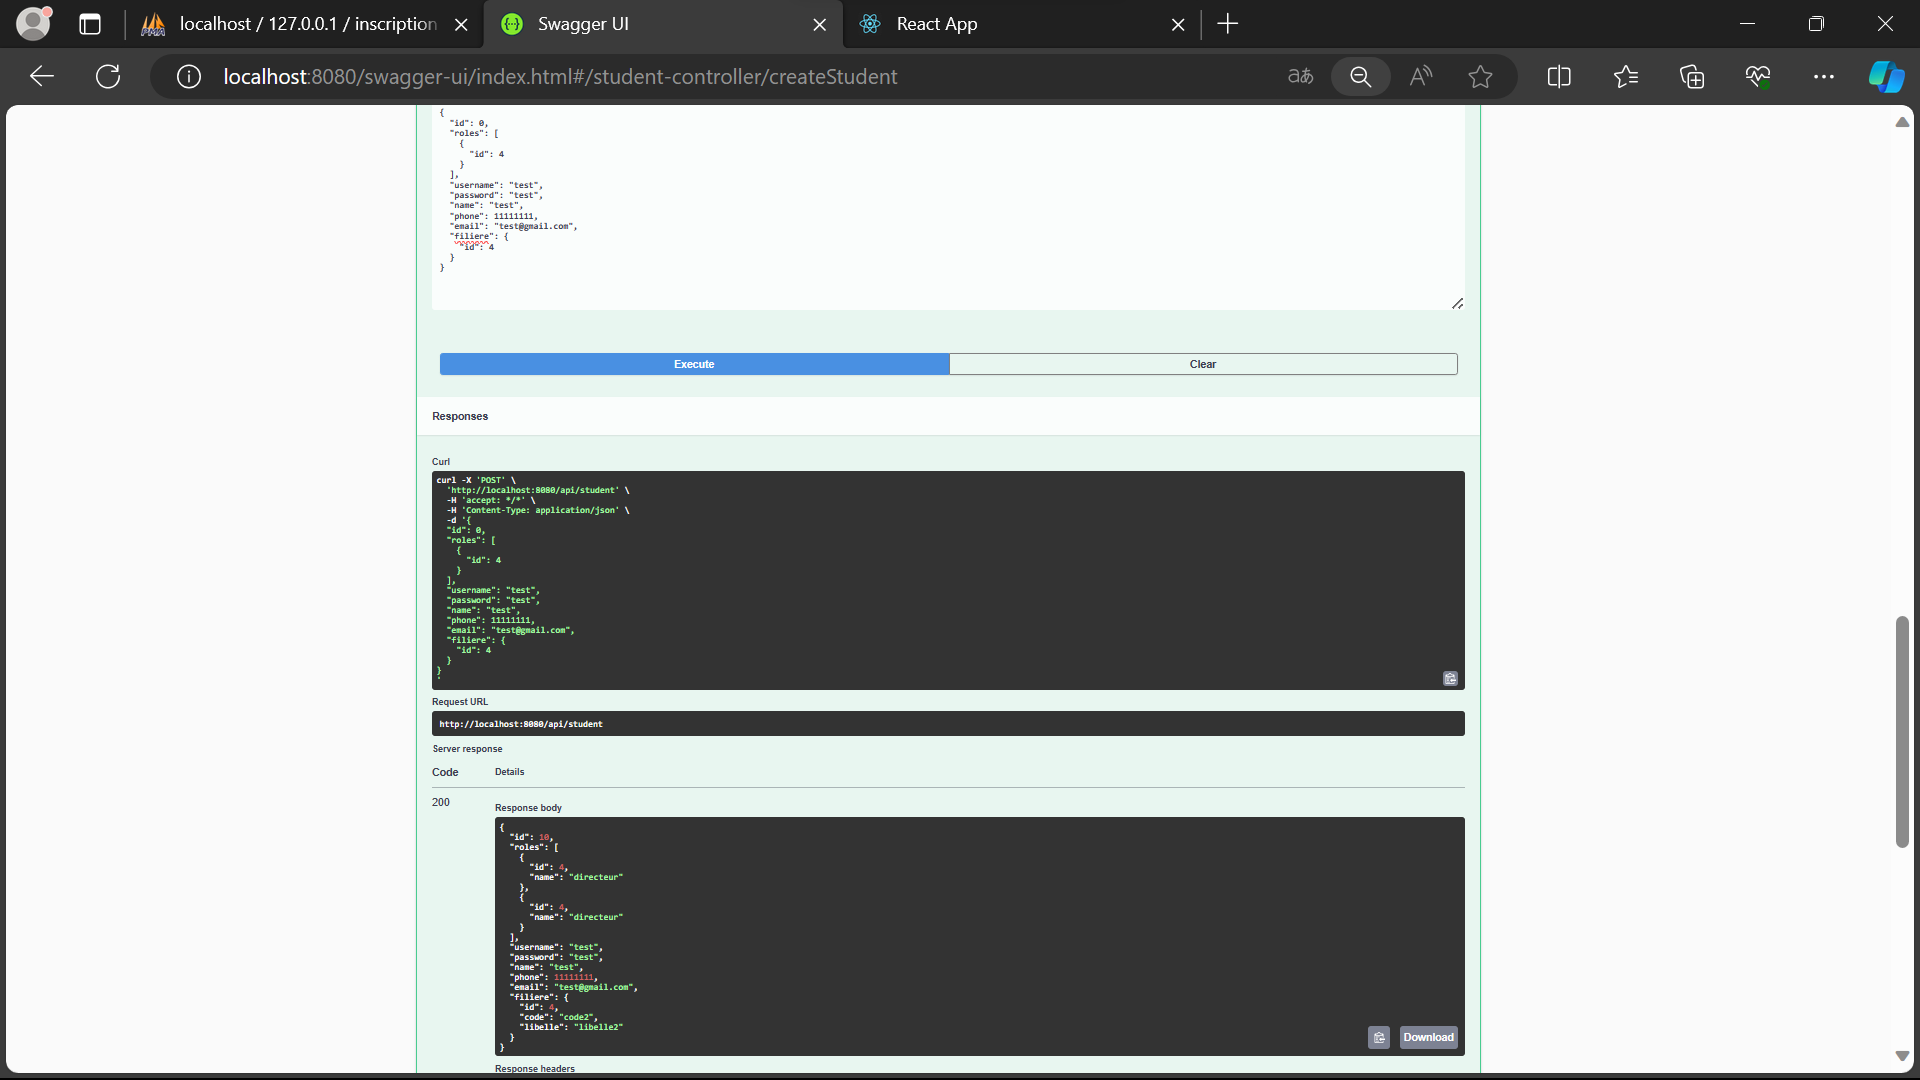 localhost / 127.0.0.1 / inscription
Swagger UI
React App
localhost:8080/swagger-ui/index.html#/student-controller/createStudent
{
"id": 0,
"roles": [
{
"id": 4
}
],
"username": "test",
"password": "test",
"name": "test",
"phone": 11111111,
"email": "test@gmail.com",
"filiere": {
"id": 4
}
}
Execute
Clear
Responses
Curl
curl -X 'POST' \
'http://localhost:8080/api/student' \
-H 'accept: */*' \
-H 'Content-Type: application/json' \
-d '{
"id": 0,
"roles": [
{
"id": 4
}
],
"username": "test",
"password": "test",
"name": "test",
"phone": 11111111,
"email": "test@gmail.com",
"filiere": {
"id": 4
}
}
'
Request URL
http://localhost:8080/api/student
Server response
Code Details
200
Response body
{
"id": 10,
"roles": [
{
"id": 4,
"name": "directeur"
},
{
"id": 4,
"name": "directeur"
}
],
"username": "test",
"password": "test",
"name": "test",
"phone": 11111111,
"email": "test@gmail.com",
"filiere": {
"id": 4,
"code": "code2",
"libelle": "libelle2"
}
}
Download
Response headers